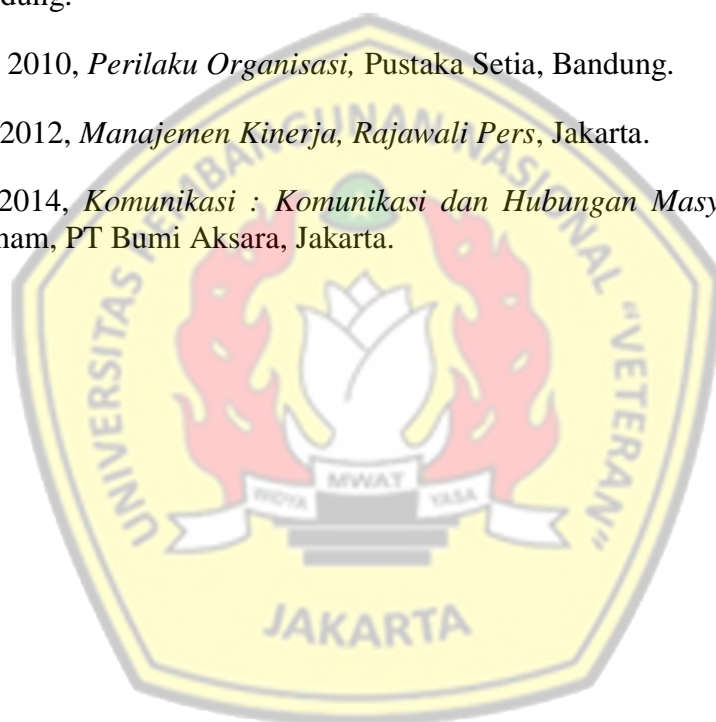 dung.
2010, Perilaku Organisasi, Pustaka Setia, Bandung.
2012, Manajemen Kinerja, Rajawali Pers, Jakarta.
2014, Komunikasi : Komunikasi dan Hubungan Masy
nam, PT Bumi Aksara, Jakarta.
UNIVERSITAS PEMBANGUNAN NASIONAL "VETERAN"
WIDYA MWAT YASA
JAKARTA